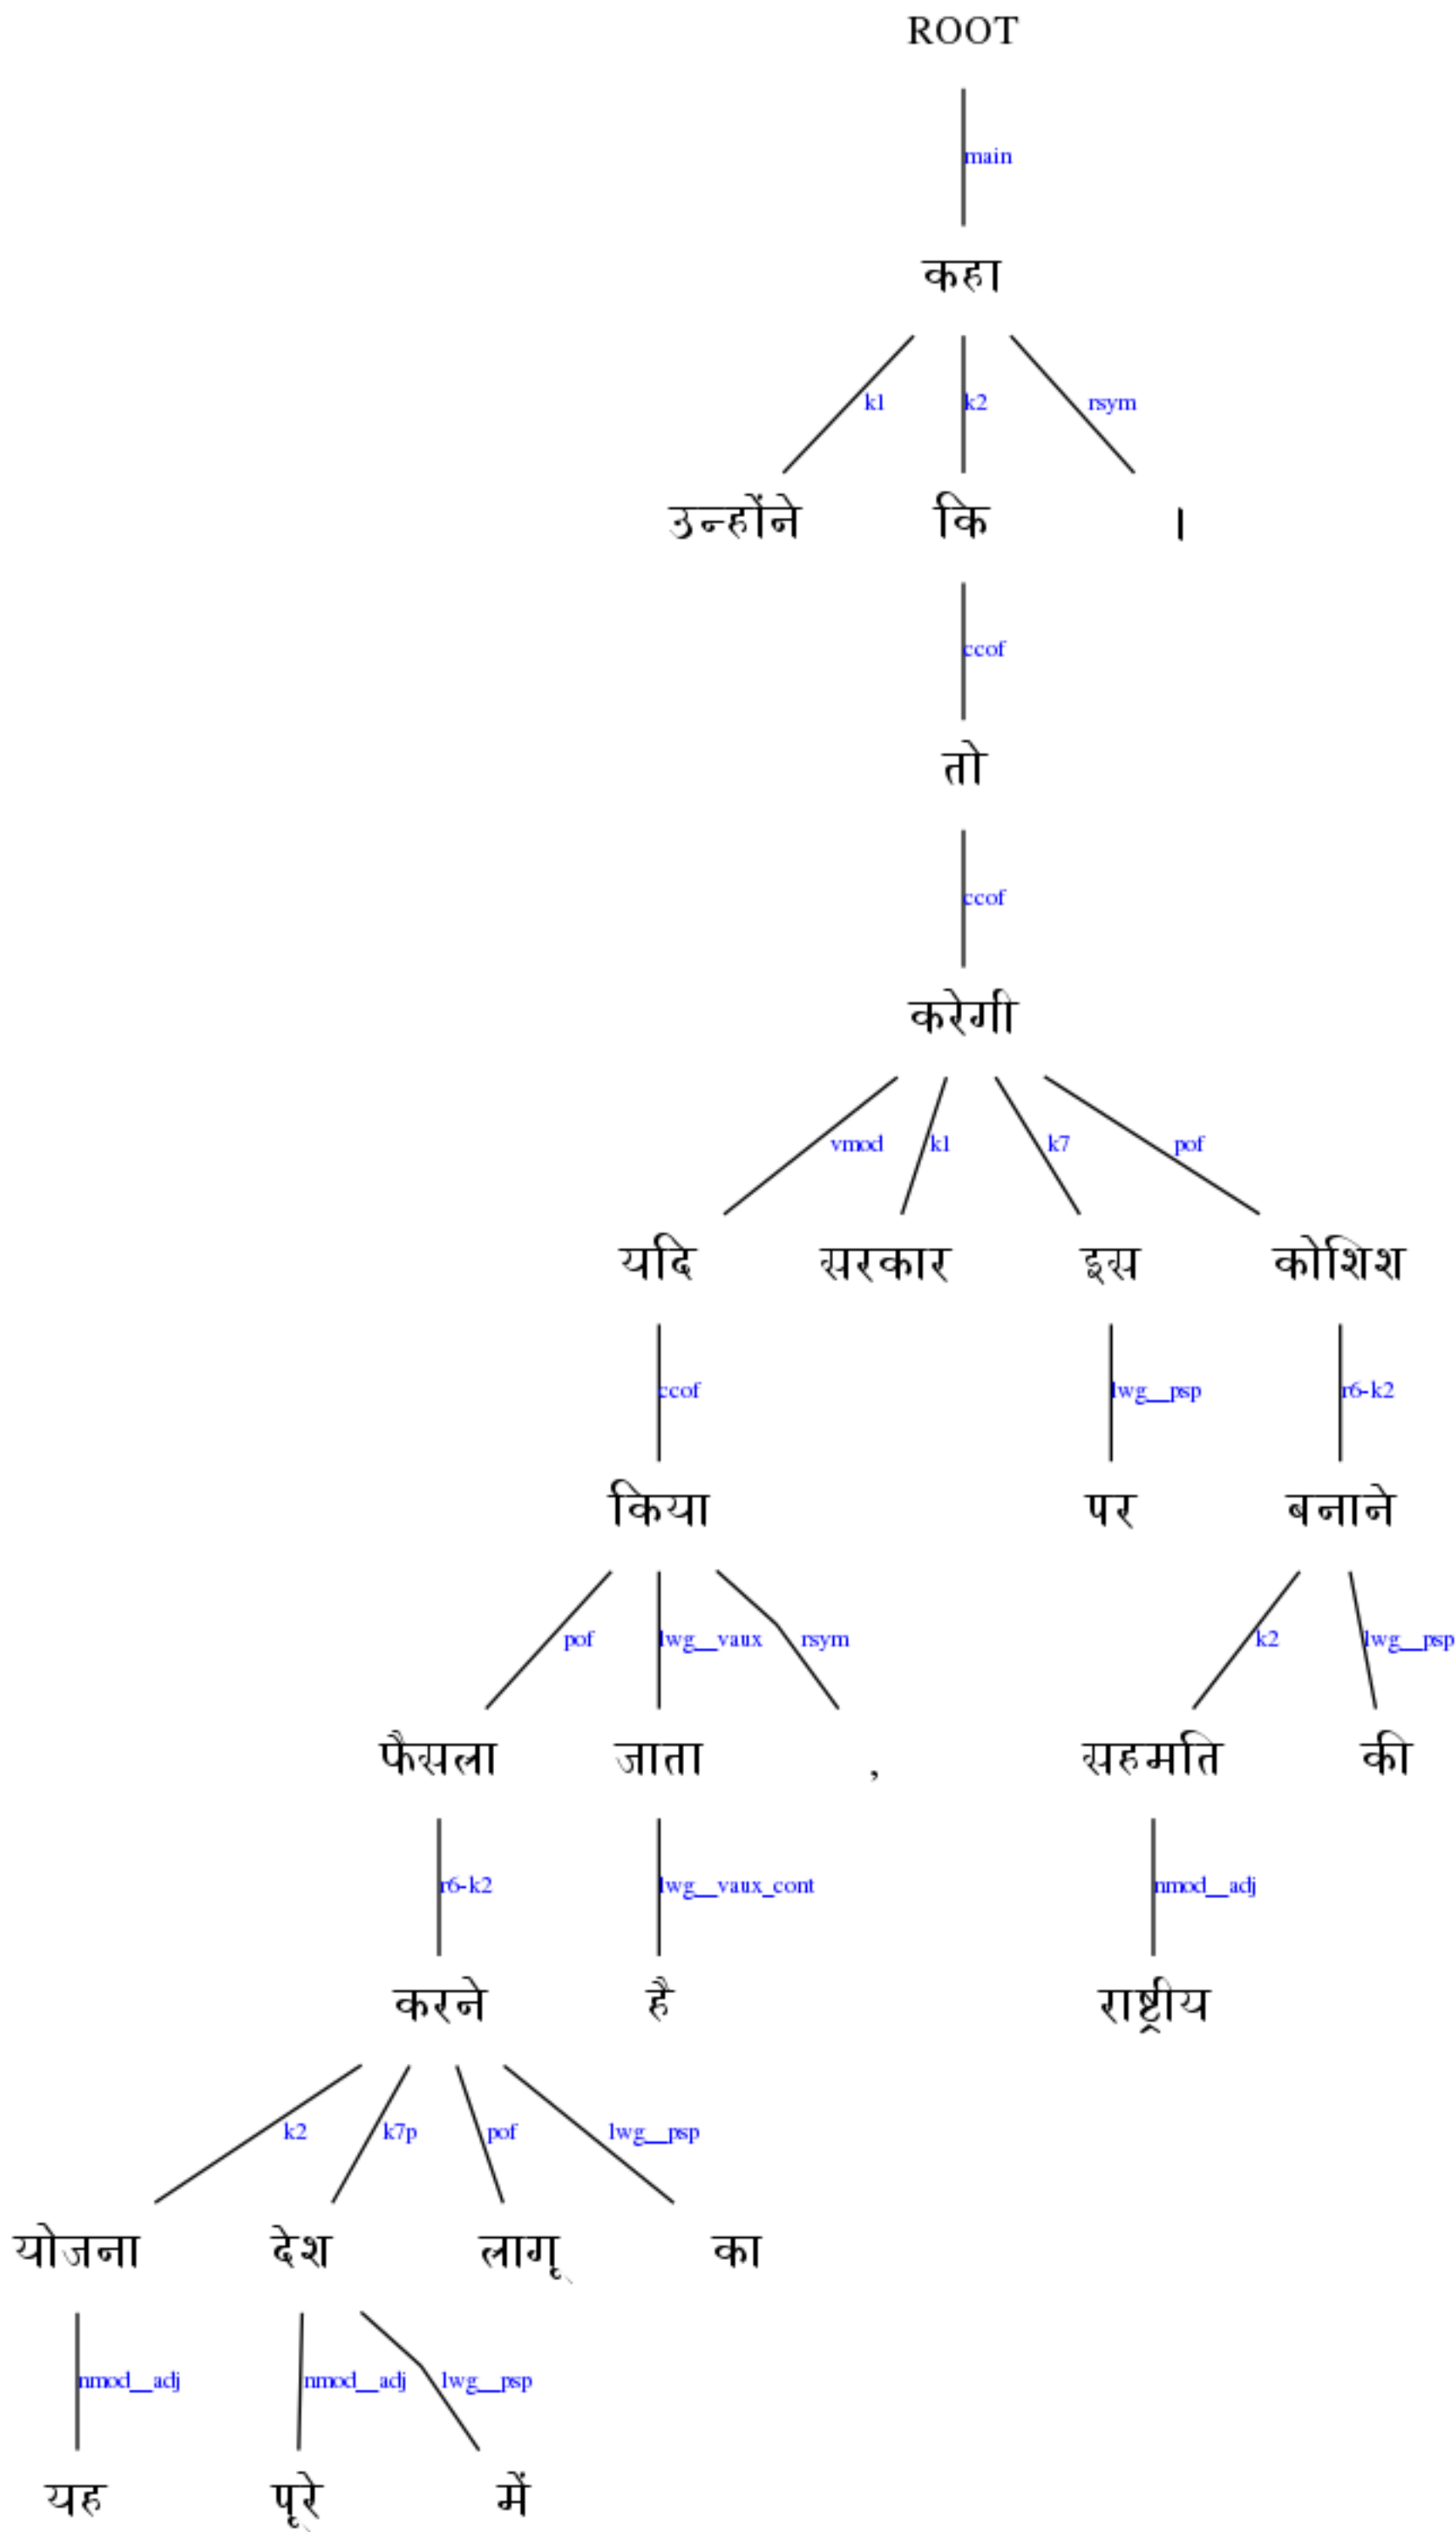 ROOT
main
कहा
k1 k2 rsym
उन्होंने कि ।
ccof
तो
ccof
करेगी
vmod k1 k7 pof
यदि सरकार इस कोशिश
ccof lwg__psp r6-k2
किया पर बनाने
pof lwg__vaux rsym k2 lwg__psp
फैसला जाता , सहमति की
r6-k2 lwg__vaux_cont nmod__adj
करने है राष्ट्रीय
k2 k7p pof lwg__psp
योजना देश लागू का
nmod__adj nmod__adj lwg__psp
यह पूरे में